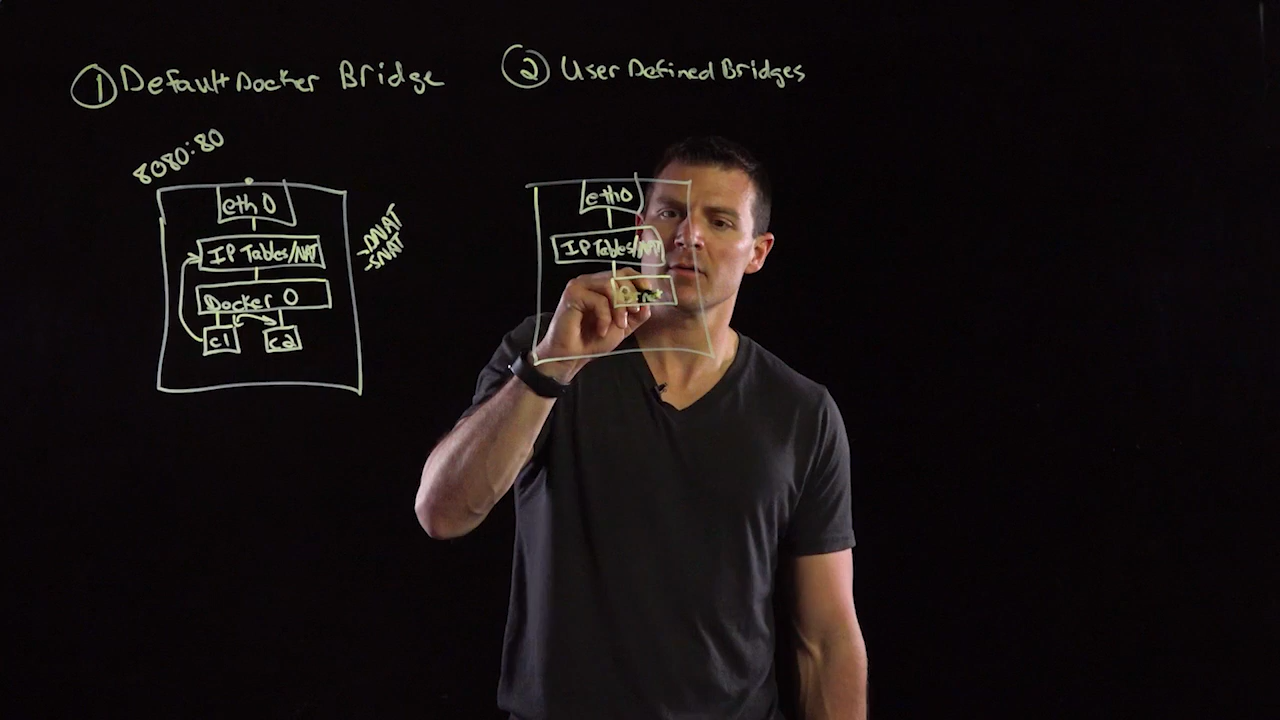 ① Default Docker Bridge
② User Defined Bridges
8080:80
eth0
IP Tables/NAT
-DNAT
-SNAT
Docker 0
c1
c2
eth0
IP Tables/NAT